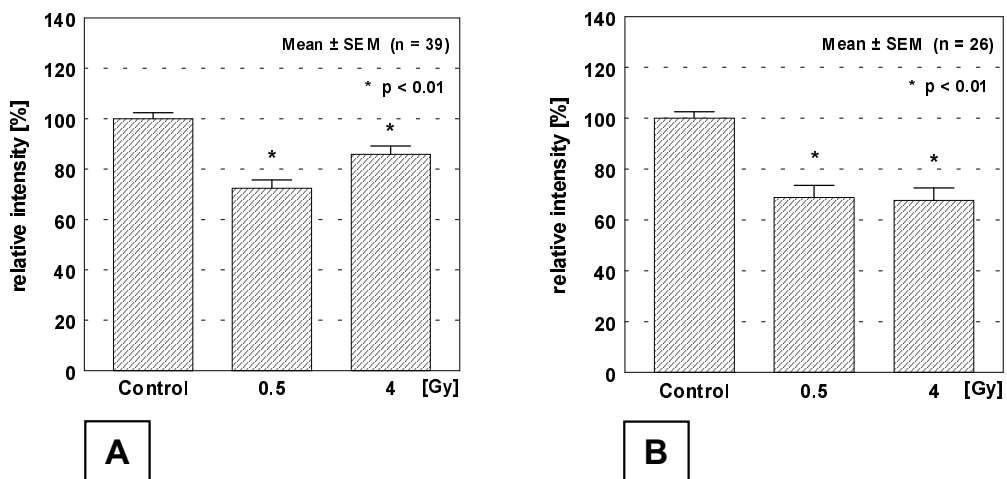 140
120
100
80
60
40
20
0
relative intensity [%]
Mean ± SEM (n = 39)
* p < 0.01
*
*
Control 0.5 4 [Gy]
A
140
120
100
80
60
40
20
0
relative intensity [%]
Mean ± SEM (n = 26)
* p < 0.01
*
*
Control 0.5 4 [Gy]
B